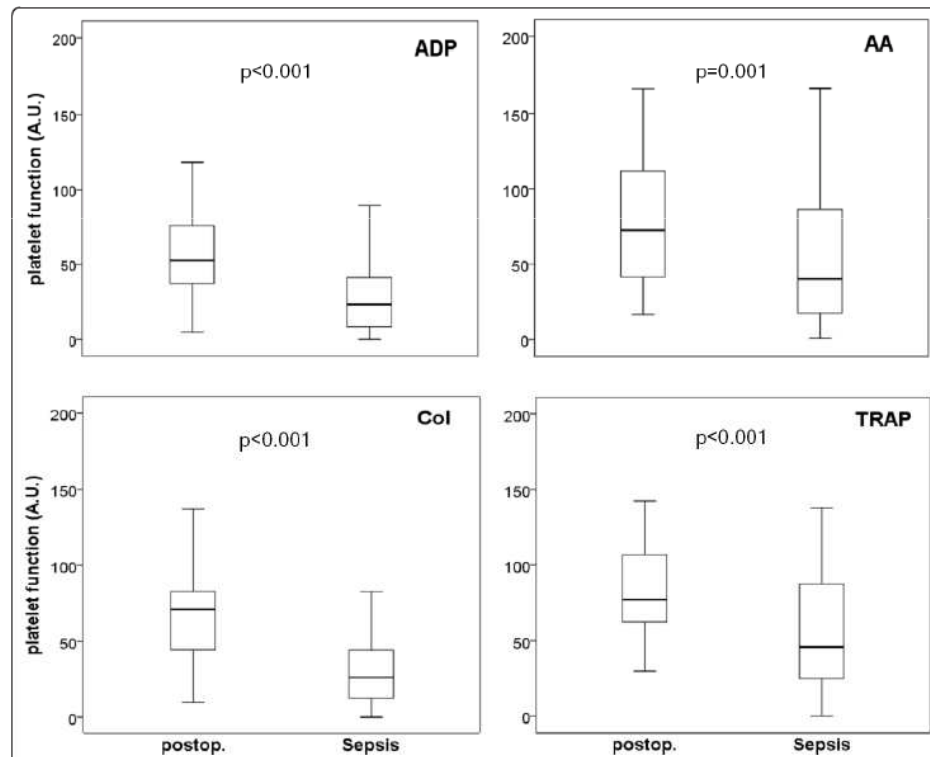 ADP
p<0.001
platelet function (A.U.)
200
150
100
50
0
AA
p=0.001
200
150
100
50
0
Col
p<0.001
platelet function (A.U.)
200
150
100
50
0
postop.
Sepsis
TRAP
p<0.001
200
150
100
50
0
postop.
Sepsis